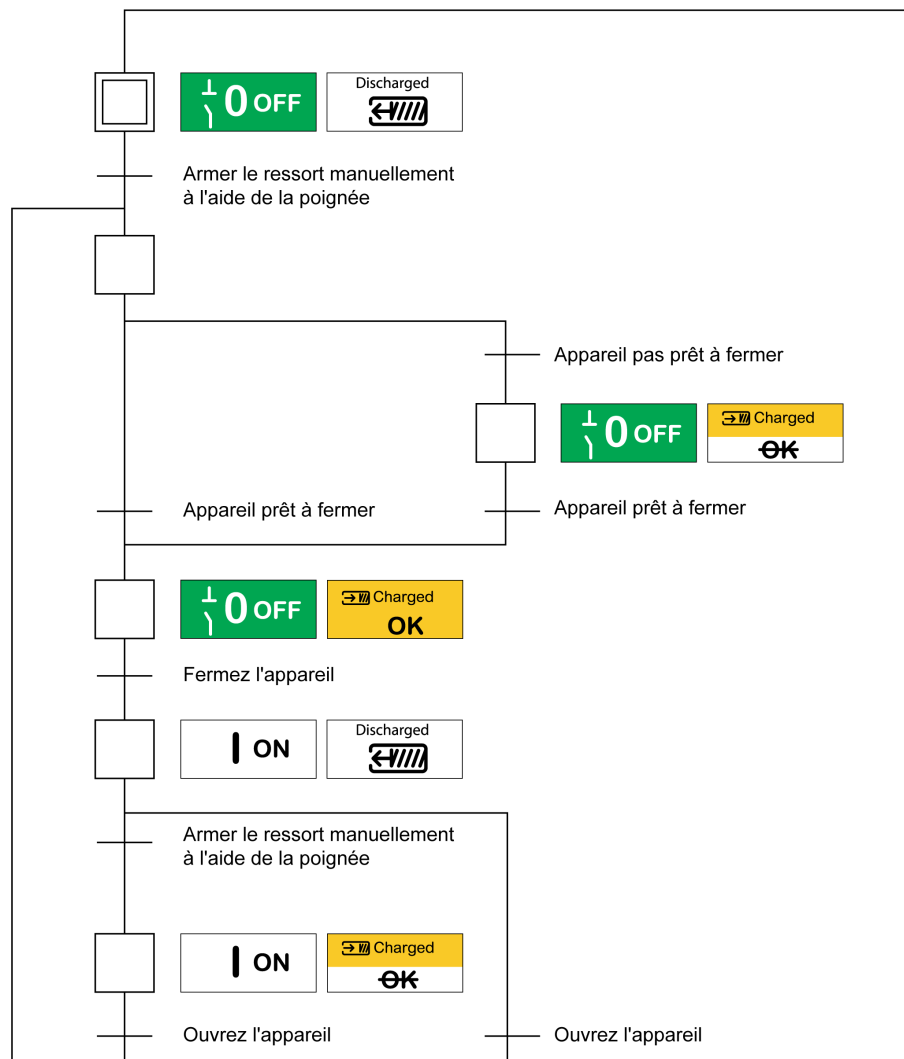 0 OFF
Discharged
Armer le ressort manuellement
à l'aide de la poignée
Appareil pas prêt à fermer
0 OFF
Charged
OK
Appareil prêt à fermer
Appareil prêt à fermer
0 OFF
Charged
OK
Fermez l'appareil
I ON
Discharged
Armer le ressort manuellement
à l'aide de la poignée
I ON
Charged
OK
Ouvrez l'appareil
Ouvrez l'appareil